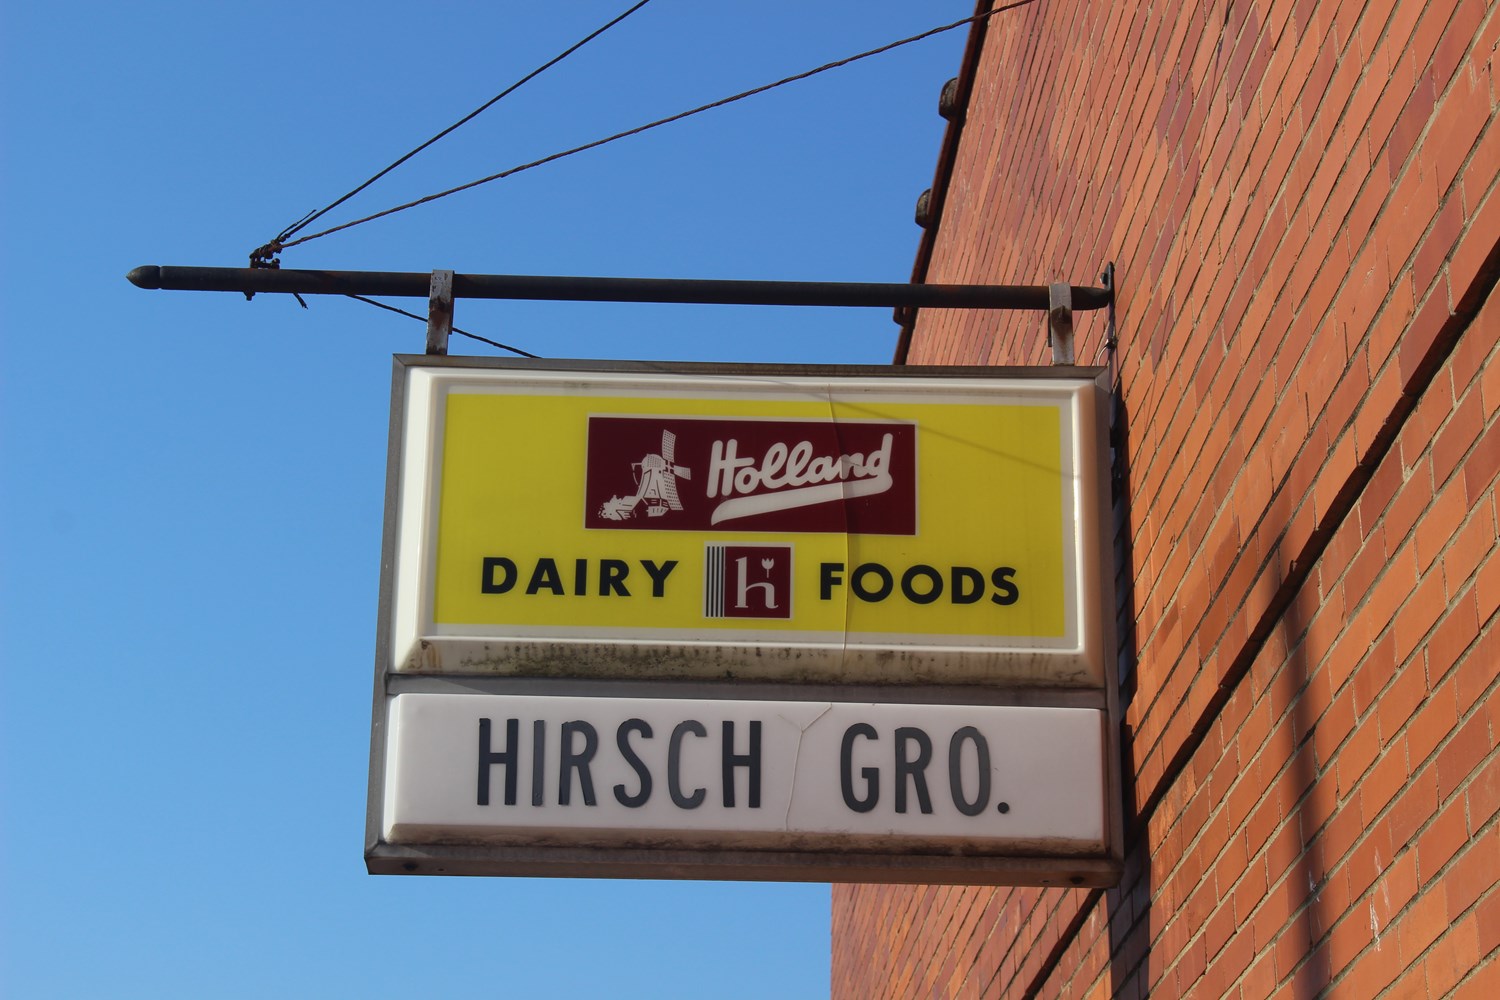 Holland
DAIRY h FOODS
HIRSCH GRO.